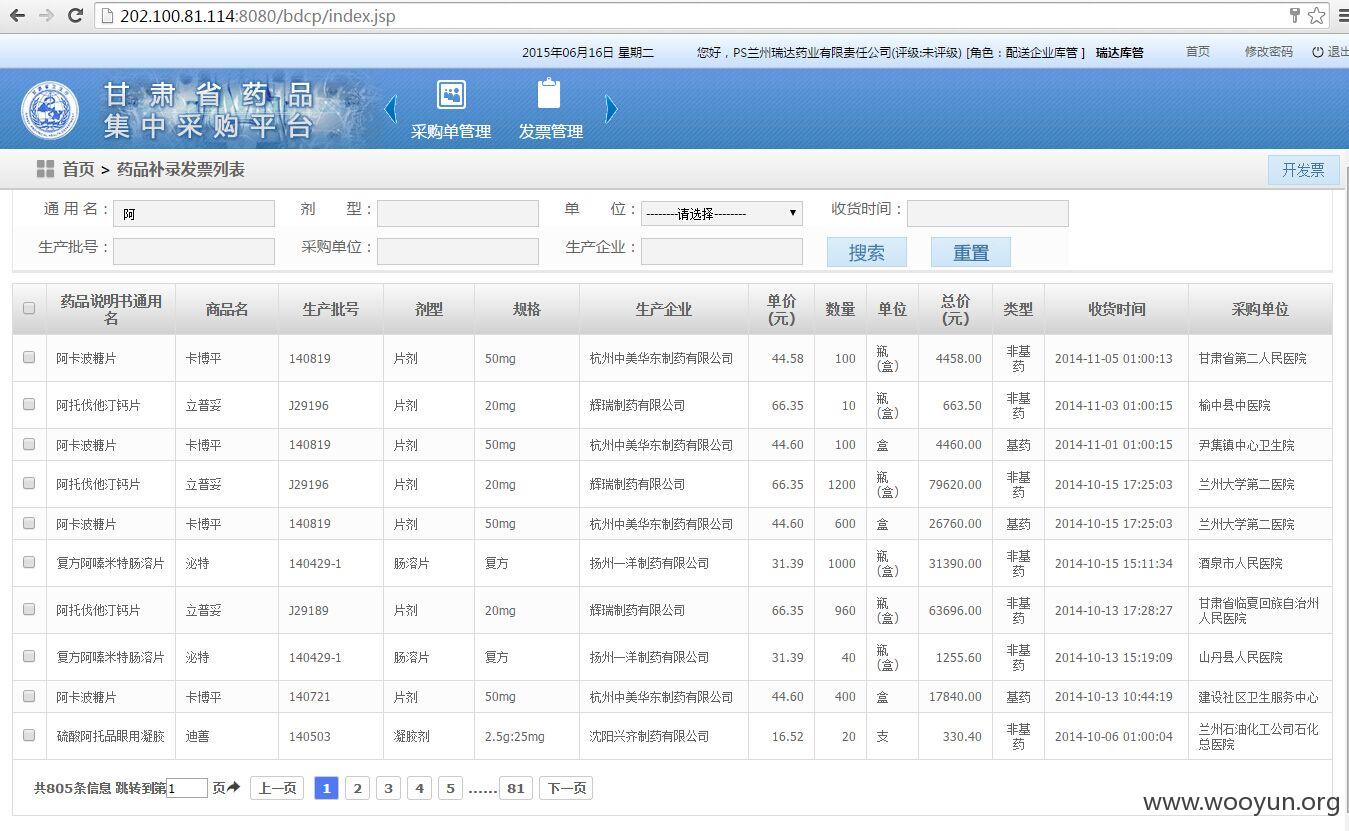 202.100.81.114:8080/bdcp/index.jsp
2015年06月16日 星期二 您好，PS兰州瑞达药业有限责任公司(评级:未评级) [角色：配送企业库管 ] 瑞达库管 首页 修改密码 退出
甘肃省药品
集中采购平台
采购单管理 发票管理
首页 > 药品补录发票列表 开发票
通用名： 阿 剂型： 单位： --------请选择-------- 收货时间：
生产批号： 采购单位： 生产企业： 搜索 重置
药品说明书通用名 商品名 生产批号 剂型 规格 生产企业 单价(元) 数量 单位 总价(元) 类型 收货时间 采购单位
阿卡波糖片 卡博平 140819 片剂 50mg 杭州中美华东制药有限公司 44.58 100 瓶(盒) 4458.00 非基药 2014-11-05 01:00:13 甘肃省第二人民医院
阿托伐他汀钙片 立普妥 J29196 片剂 20mg 辉瑞制药有限公司 66.35 10 瓶(盒) 663.50 非基药 2014-11-03 01:00:15 榆中县中医院
阿卡波糖片 卡博平 140819 片剂 50mg 杭州中美华东制药有限公司 44.60 100 盒 4460.00 基药 2014-11-01 01:00:15 尹集镇中心卫生院
阿托伐他汀钙片 立普妥 J29196 片剂 20mg 辉瑞制药有限公司 66.35 1200 瓶(盒) 79620.00 非基药 2014-10-15 17:25:03 兰州大学第二医院
阿卡波糖片 卡博平 140819 片剂 50mg 杭州中美华东制药有限公司 44.60 600 盒 26760.00 基药 2014-10-15 17:25:03 兰州大学第二医院
复方阿嗪米特肠溶片 泌特 140429-1 肠溶片 复方 扬州一洋制药有限公司 31.39 1000 瓶(盒) 31390.00 非基药 2014-10-15 15:11:34 酒泉市人民医院
阿托伐他汀钙片 立普妥 J29189 片剂 20mg 辉瑞制药有限公司 66.35 960 瓶(盒) 63696.00 非基药 2014-10-13 17:28:27 甘肃省临夏回族自治州人民医院
复方阿嗪米特肠溶片 泌特 140429-1 肠溶片 复方 扬州一洋制药有限公司 31.39 40 瓶(盒) 1255.60 非基药 2014-10-13 15:19:09 山丹县人民医院
阿卡波糖片 卡博平 140721 片剂 50mg 杭州中美华东制药有限公司 44.60 400 盒 17840.00 基药 2014-10-13 10:44:19 建设社区卫生服务中心
硫酸阿托品眼用凝胶 迪善 140503 凝胶剂 2.5g:25mg 沈阳兴齐制药有限公司 16.52 20 支 330.40 非基药 2014-10-06 01:00:04 兰州石油化工公司石化总医院
共805条信息 跳转到第 1 页 上一页 1 2 3 4 5 ...... 81 下一页
www.wooyun.org